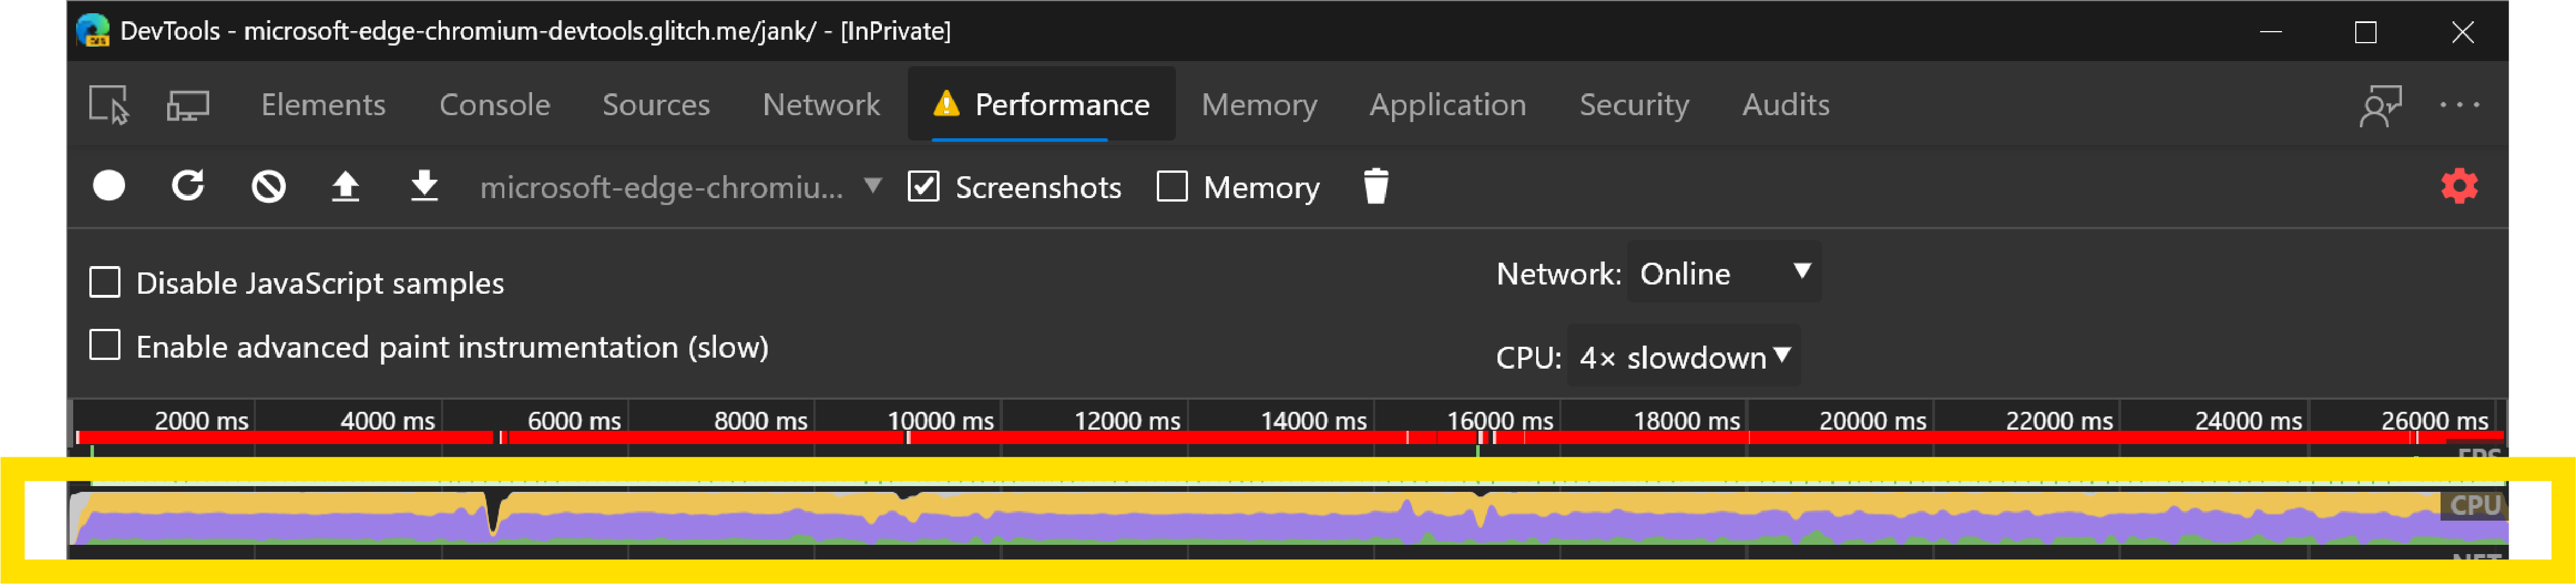 DevTools - microsoft-edge-chromium-devtools.glitch.me/jank/ - [InPrivate]
Elements Console Sources Network Performance Memory Application Security Audits
microsoft-edge-chromiu... Screenshots Memory
Disable JavaScript samples
Network: Online
Enable advanced paint instrumentation (slow)
CPU: 4× slowdown
2000 ms 4000 ms 6000 ms 8000 ms 10000 ms 12000 ms 14000 ms 16000 ms 18000 ms 20000 ms 22000 ms 24000 ms 26000 ms
FPS
CPU
NET